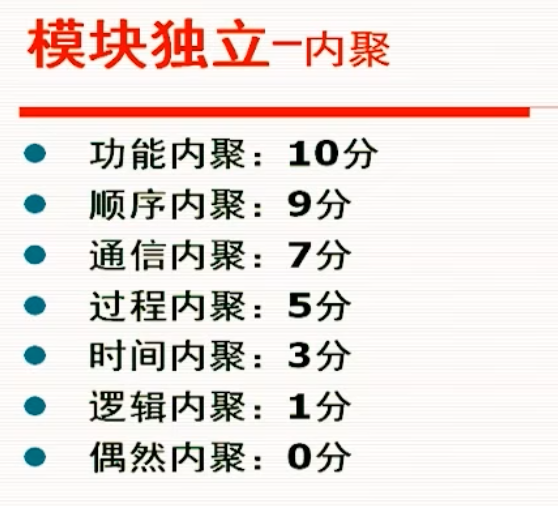 模块独立—内聚
功能内聚：10分
顺序内聚：9分
通信内聚：7分
过程内聚：5分
时间内聚：3分
逻辑内聚：1分
偶然内聚：0分